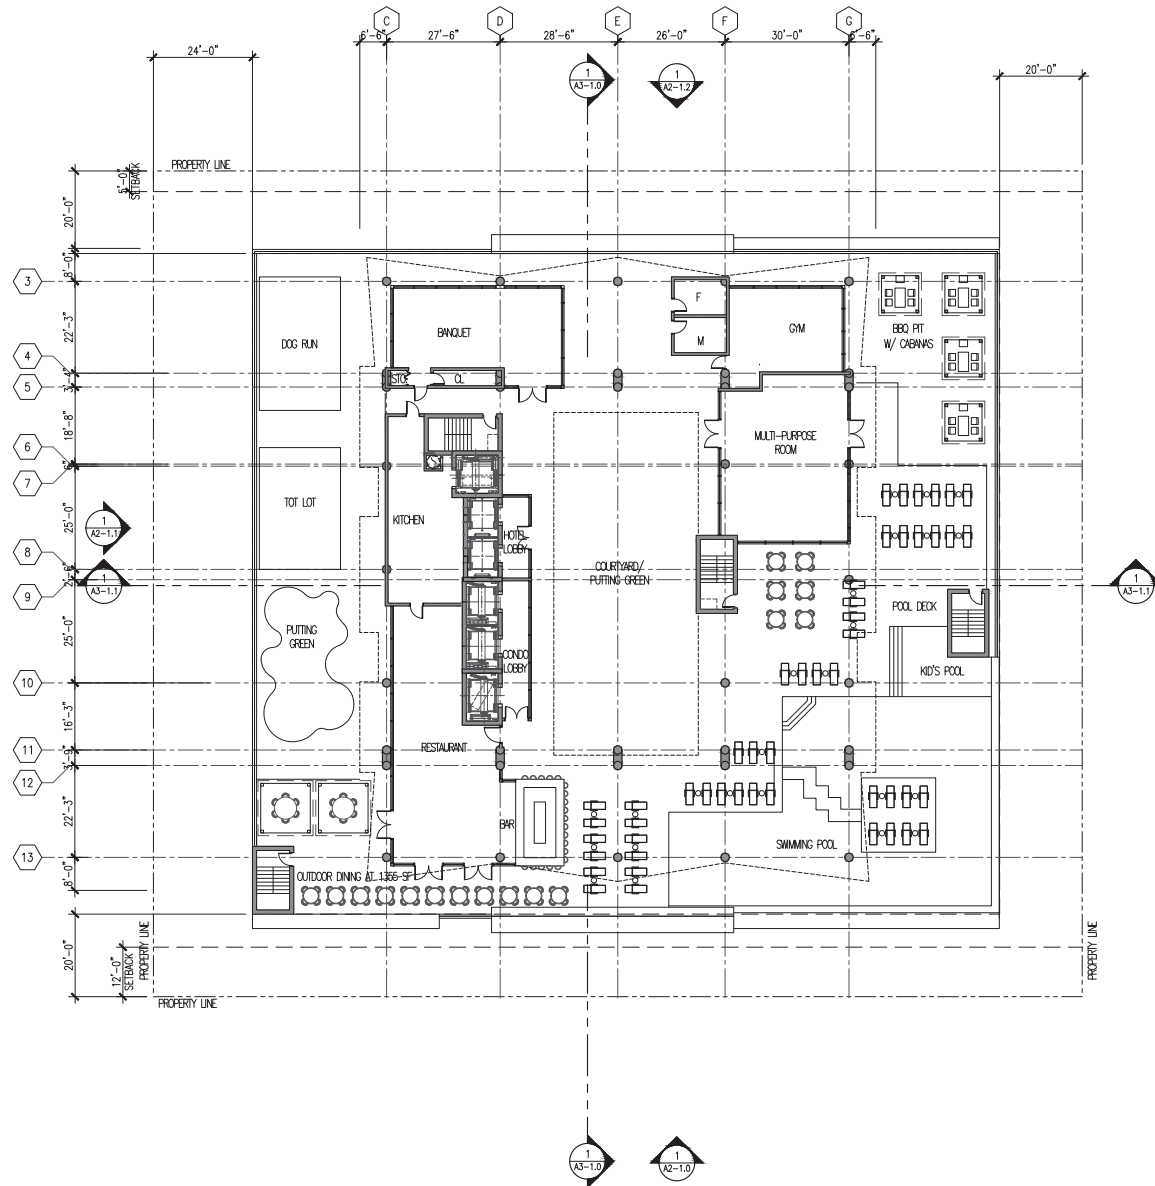 C
D
E
F
G
6'-6"
27'-6"
28'-6"
26'-0"
30'-0"
6'-6"
24'-0"
20'-0"
1
A3-1.0
1
A2-1.2
PROPERTY LINE
5'-0"
SETBACK
20'-0"
8'-0"
3
22'-3"
4
3'-4"
5
18'-8"
6
7
25'-0"
1
A2-1.1
8
1
A3-1.1
9
25'-0"
10
16'-3"
11
3'-9"
12
22'-3"
13
8'-0"
20'-0"
12'-0"
SETBACK
PROPERTY LINE
PROPERTY LINE
DOG RUN
BANQUET
STO
CL
F
M
GYM
BBQ PIT
W/ CABANAS
MULTI-PURPOSE
ROOM
TOT LOT
KITCHEN
HOTEL
LOBBY
COURTYARD/
PUTTING GREEN
1
A3-1.1
POOL DECK
PUTTING
GREEN
CONDO
LOBBY
KID'S POOL
RESTAURANT
BAR
SWIMMING POOL
OUTDOOR DINING AT 1355 SF
PROPERTY LINE
1
A3-1.0
1
A2-1.0